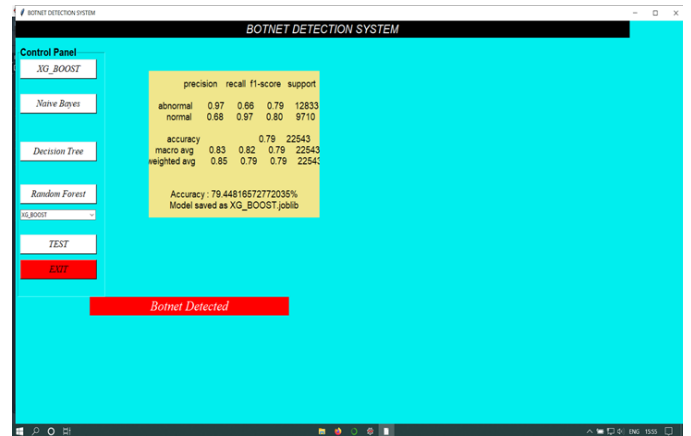 BOTNET DETECTION SYSTEM
BOTNET DETECTION SYSTEM
Control Panel
XG_BOOST
Naive Bayes
Decision Tree
Random Forest
XG_BOOST
TEST
EXIT
precision recall f1-score support
abnormal 0.97 0.66 0.79 12833
normal 0.68 0.97 0.80 9710
accuracy 0.79 22543
macro avg 0.83 0.82 0.79 22543
weighted avg 0.85 0.79 0.79 22543
Accuracy : 79.44816572772035%
Model saved as XG_BOOST.joblib
Botnet Detected
ENG 1555